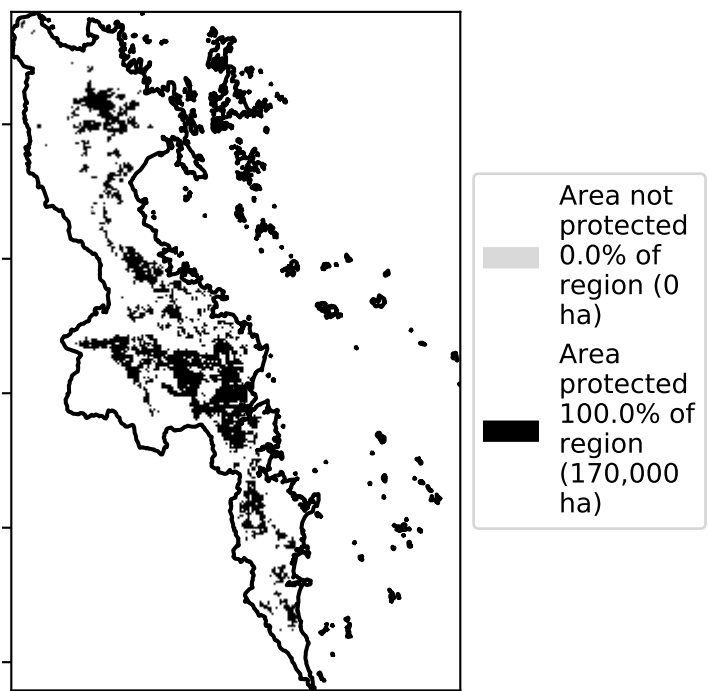 Area not
protected
0.0% of
region (0
ha)
Area
protected
100.0% of
region
(170,000
ha)